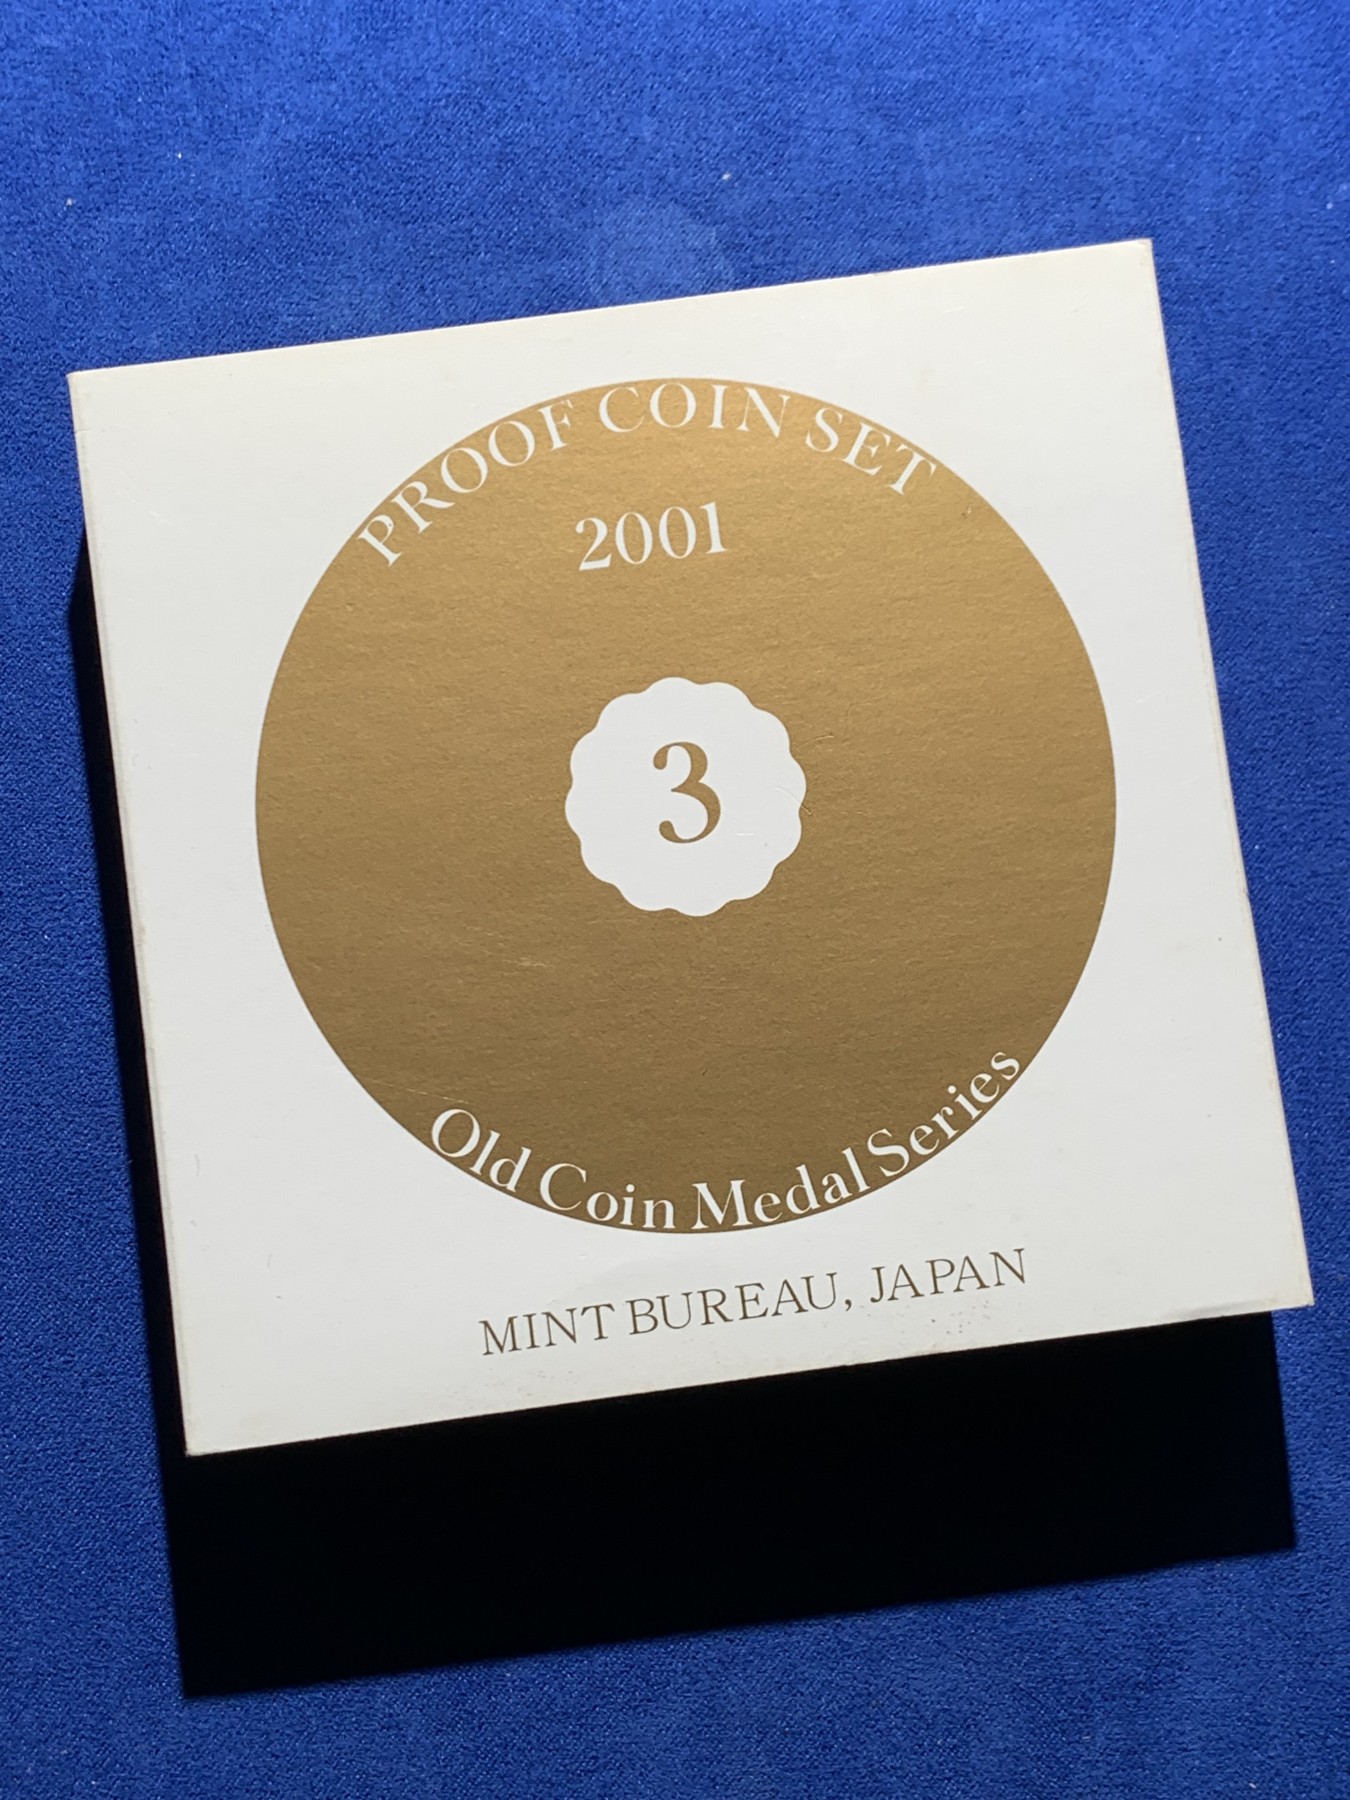 PROOF COIN SET
2001
3
Old Coin Medal Series
MINT BUREAU, JAPAN